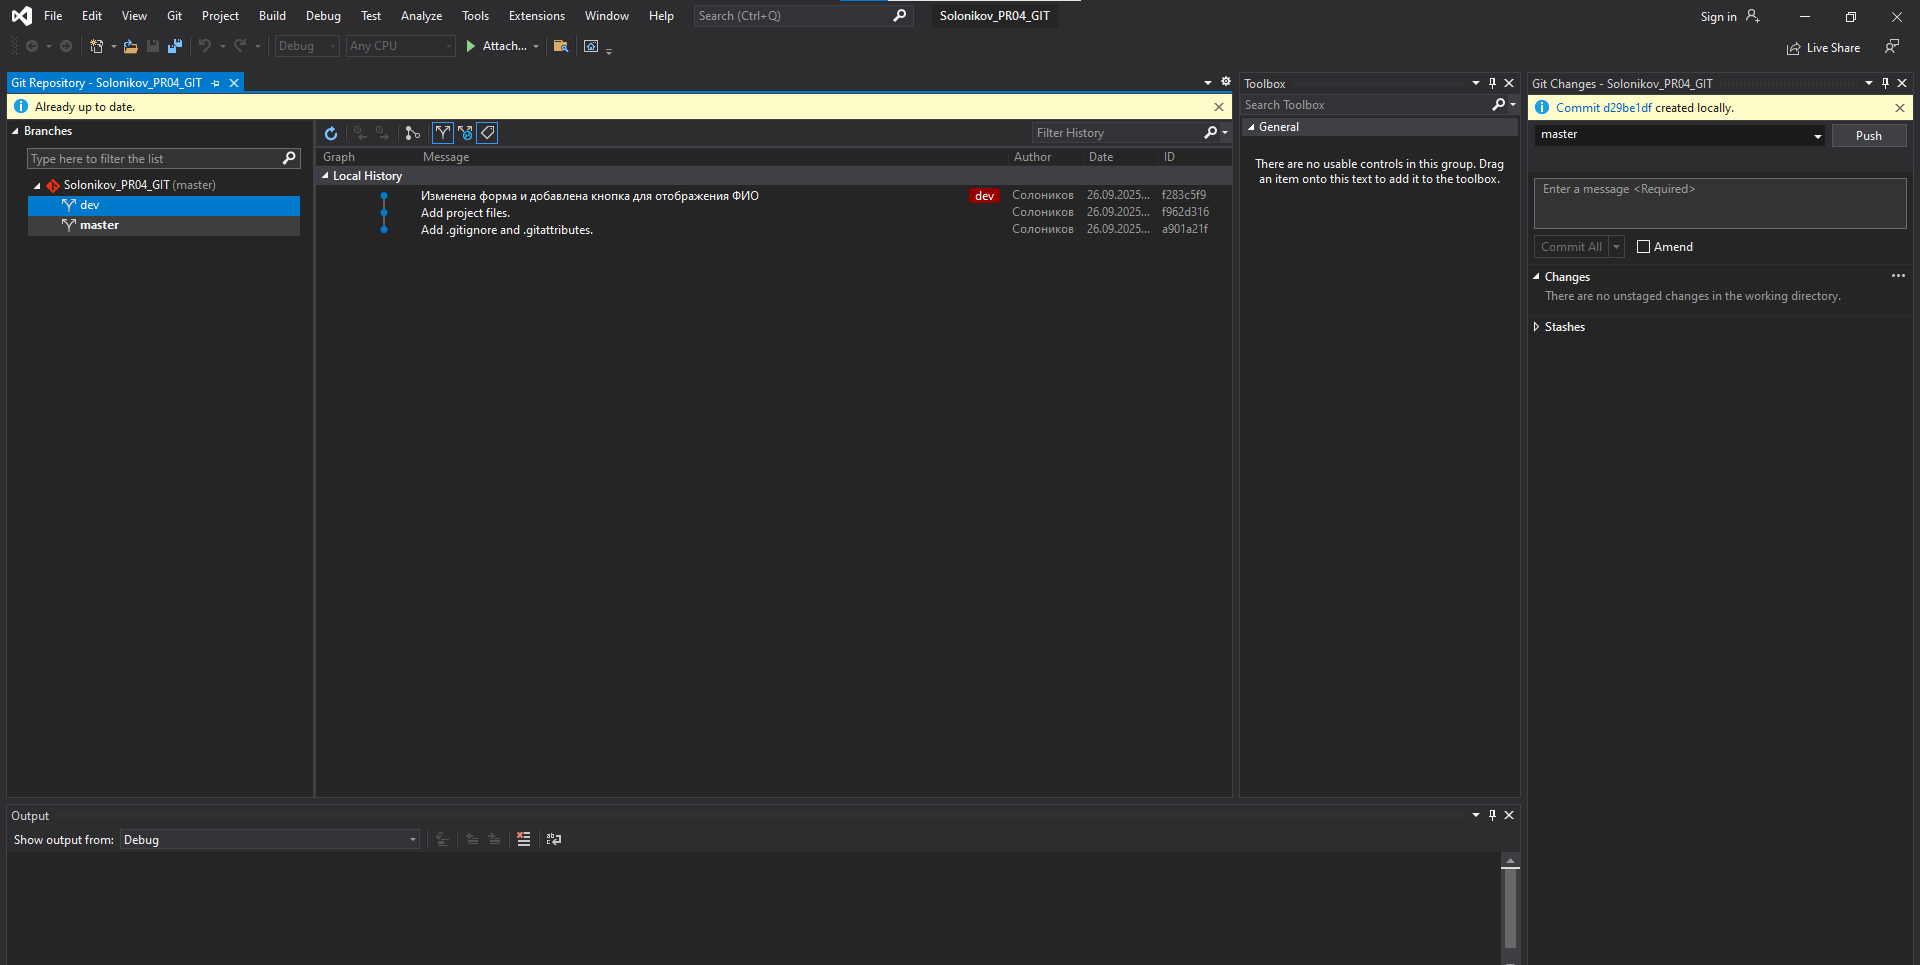 File Edit View Git Project Build Debug Test Analyze Tools Extensions Window Help Search (Ctrl+Q) Solonikov_PR04_GIT Sign in
Debug Any CPU Attach... Live Share
Git Repository - Solonikov_PR04_GIT
Already up to date.
Branches
Type here to filter the list
Solonikov_PR04_GIT (master)
dev
master
Filter History
Graph Message Author Date ID
Local History
Изменена форма и добавлена кнопка для отображения ФИО dev Солоников 26.09.2025... f283c5f9
Add project files. Солоников 26.09.2025... f962d316
Add .gitignore and .gitattributes. Солоников 26.09.2025... a901a21f
Toolbox
Search Toolbox
General
There are no usable controls in this group. Drag
an item onto this text to add it to the toolbox.
Git Changes - Solonikov_PR04_GIT
Commit d29be1df created locally.
master Push
Enter a message <Required>
Commit All Amend
Changes
There are no unstaged changes in the working directory.
Stashes
Output
Show output from: Debug